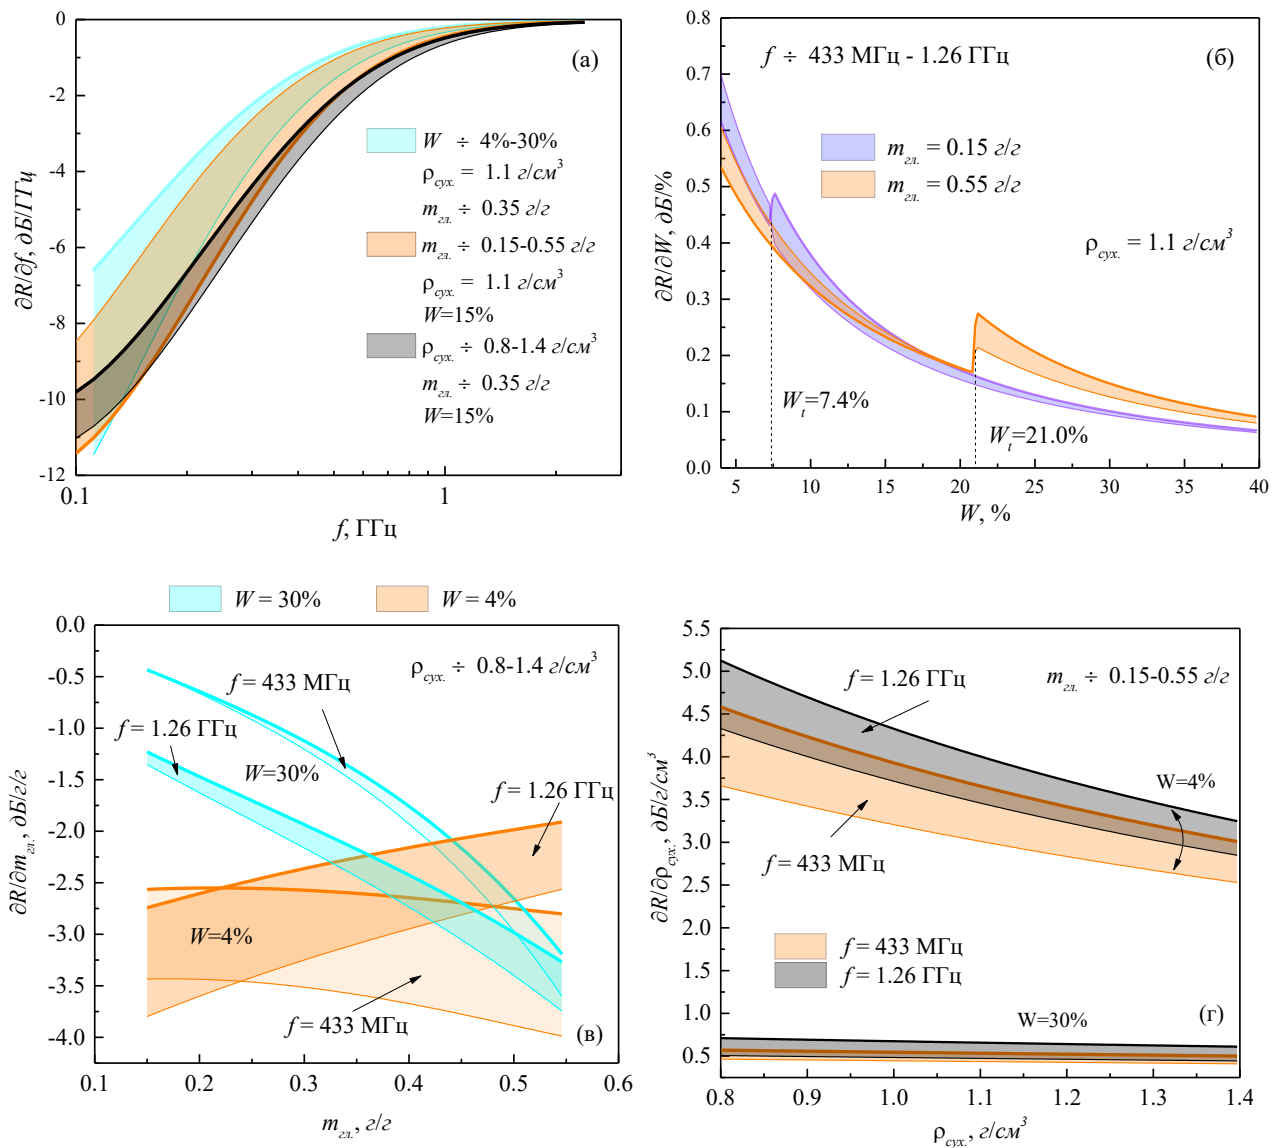 (а)
∂R/∂f, дБ/ГГц
0
-2
-4
-6
-8
-10
-12
0.1
1
f, ГГц
W ÷ 4%-30%
ρсух. = 1.1 г/см³
mгл. ÷ 0.35 г/г
mгл. ÷ 0.15-0.55 г/г
ρсух. = 1.1 г/см³
W=15%
ρсух. ÷ 0.8-1.4 г/см³
mгл. ÷ 0.35 г/г
W=15%
(б)
f ÷ 433 МГц - 1.26 ГГц
mгл. = 0.15 г/г
mгл. = 0.55 г/г
ρсух. = 1.1 г/см³
∂R/∂W, дБ/%
0.8
0.7
0.6
0.5
0.4
0.3
0.2
0.1
0.0
Wt=7.4%
Wt=21.0%
5
10
15
20
25
30
35
40
W, %
W = 30%
W = 4%
ρсух. ÷ 0.8-1.4 г/см³
∂R/∂mгл., дБ/г/г
0.0
-0.5
-1.0
-1.5
-2.0
-2.5
-3.0
-3.5
-4.0
f = 433 МГц
f = 1.26 ГГц
W=30%
f = 1.26 ГГц
W=4%
f = 433 МГц
(в)
0.1
0.2
0.3
0.4
0.5
0.6
mгл., г/г
∂R/∂ρсух., дБ/г/см³
5.5
5.0
4.5
4.0
3.5
3.0
2.5
2.0
1.5
1.0
0.5
f = 1.26 ГГц
mгл. ÷ 0.15-0.55 г/г
W=4%
f = 433 МГц
f = 433 МГц
f = 1.26 ГГц
(г)
W=30%
0.8
0.9
1.0
1.1
1.2
1.3
1.4
ρсух., г/см³